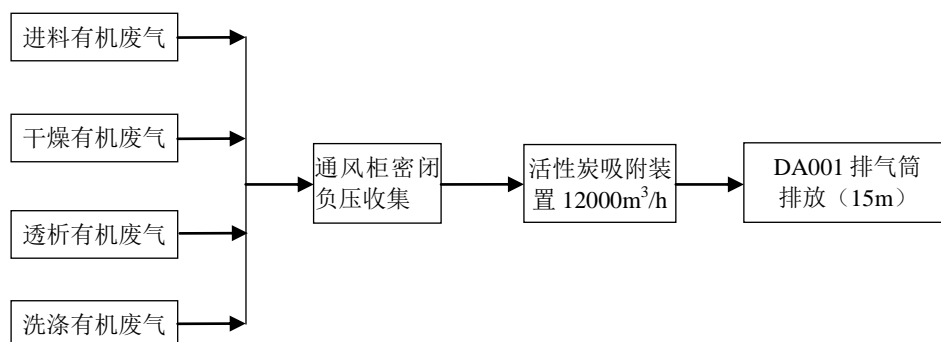 进料有机废气
干燥有机废气
透析有机废气
洗涤有机废气
通风柜密闭
负压收集
活性炭吸附装
置 12000m³/h
DA001 排气筒
排放（15m）